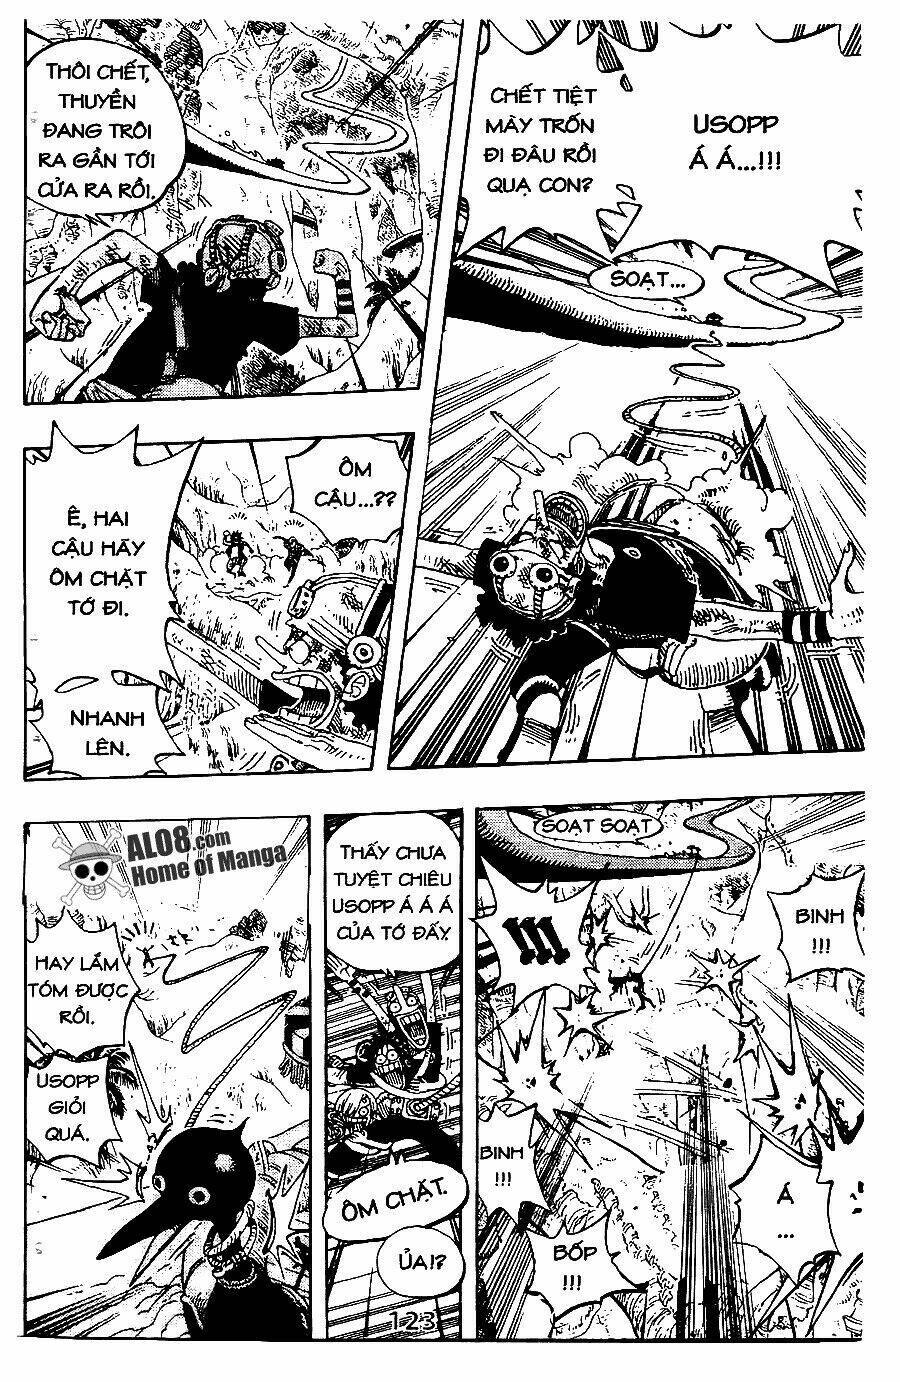 THÔI CHẾT,
THUYỀN
ĐANG TRÔI
RA GẦN TỚI
CỬA RA RỒI.
CHẾT TIỆT
MÀY TRỐN
ĐI ĐÂU RỒI
QUẠ CON?
USOPP
Á Á...!!!
SOẠT...
Ê, HAI
CẬU HÃY
ÔM CHẶT
TỚ ĐI.
NHANH
LÊN.
ÔM
CẬU...??
ALO8.com
Home of Manga
HAY LẮM
TÓM ĐƯỢC
RỒI.
USOPP
GIỎI
QUÁ.
THẤY CHƯA
TUYỆT CHIÊU
USOPP Á Á Á
CỦA TỚ ĐẤY.
ÔM CHẶT.
ỦA!?
SOẠT SOẠT
!!!
BINH
!!!
BINH
!!!
BỐP
!!!
Á
...
123